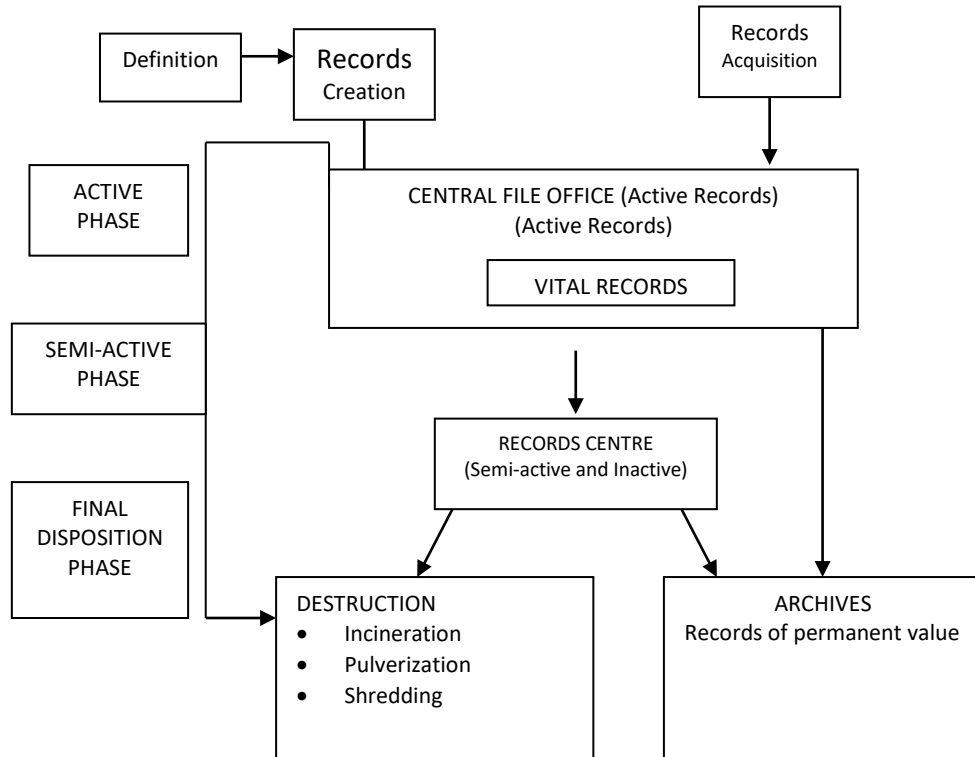 Definition
Records
Creation
Records
Acquisition
ACTIVE
PHASE
CENTRAL FILE OFFICE (Active Records)
(Active Records)
VITAL RECORDS
SEMI-ACTIVE
PHASE
RECORDS CENTRE
(Semi-active and Inactive)
FINAL
DISPOSITION
PHASE
DESTRUCTION
• Incineration
• Pulverization
• Shredding
ARCHIVES
Records of permanent value